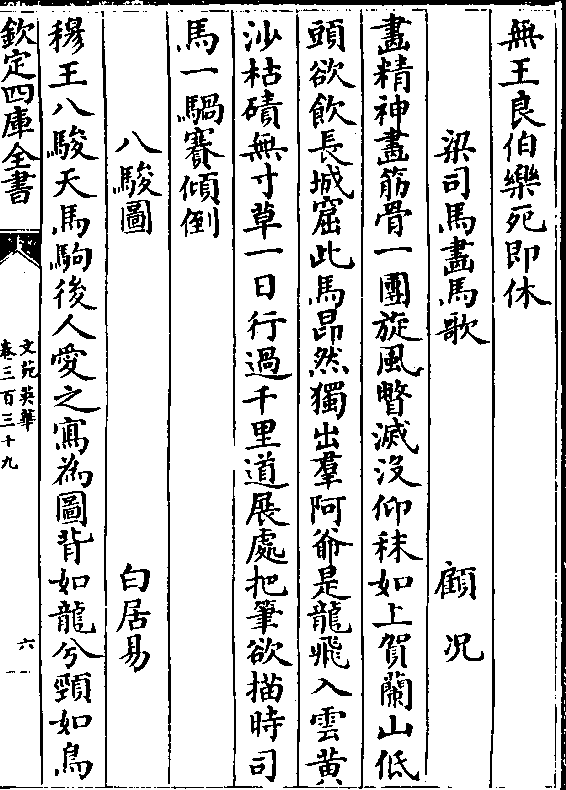 無王良伯樂死即休
梁司馬畫馬歌　顧況
畫精神畫筋骨一團旋風瞥滅没仰秣如上賀蘭山低
頭欲飲長城窟此馬昂然獨出羣阿爺是龍飛入雲黄
沙枯磧無寸草一日行過千里道展處把筆欲描時司
馬一騧賽傾倒
八駿圖　白居易
穆王八駿天馬駒後人愛之寫為圖背如龍兮頸如鳥
欽定四庫全書
文苑英華
卷三百三十九
六